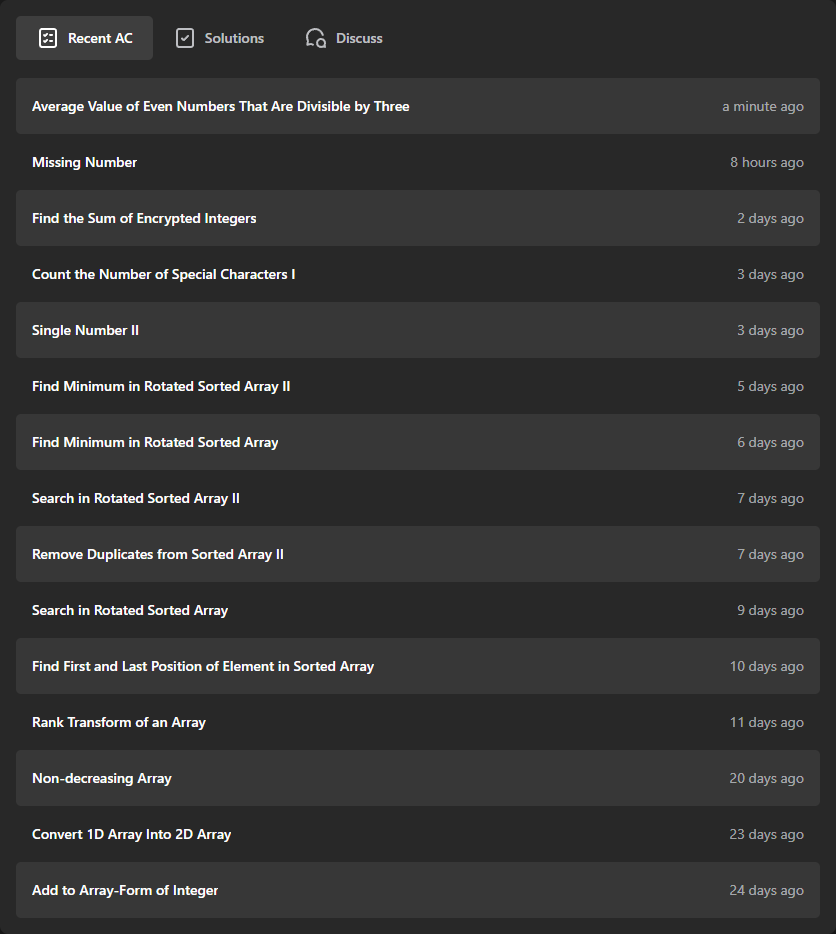 Recent AC Solutions Discuss
Average Value of Even Numbers That Are Divisible by Three a minute ago
Missing Number 8 hours ago
Find the Sum of Encrypted Integers 2 days ago
Count the Number of Special Characters I 3 days ago
Single Number II 3 days ago
Find Minimum in Rotated Sorted Array II 5 days ago
Find Minimum in Rotated Sorted Array 6 days ago
Search in Rotated Sorted Array II 7 days ago
Remove Duplicates from Sorted Array II 7 days ago
Search in Rotated Sorted Array 9 days ago
Find First and Last Position of Element in Sorted Array 10 days ago
Rank Transform of an Array 11 days ago
Non-decreasing Array 20 days ago
Convert 1D Array Into 2D Array 23 days ago
Add to Array-Form of Integer 24 days ago